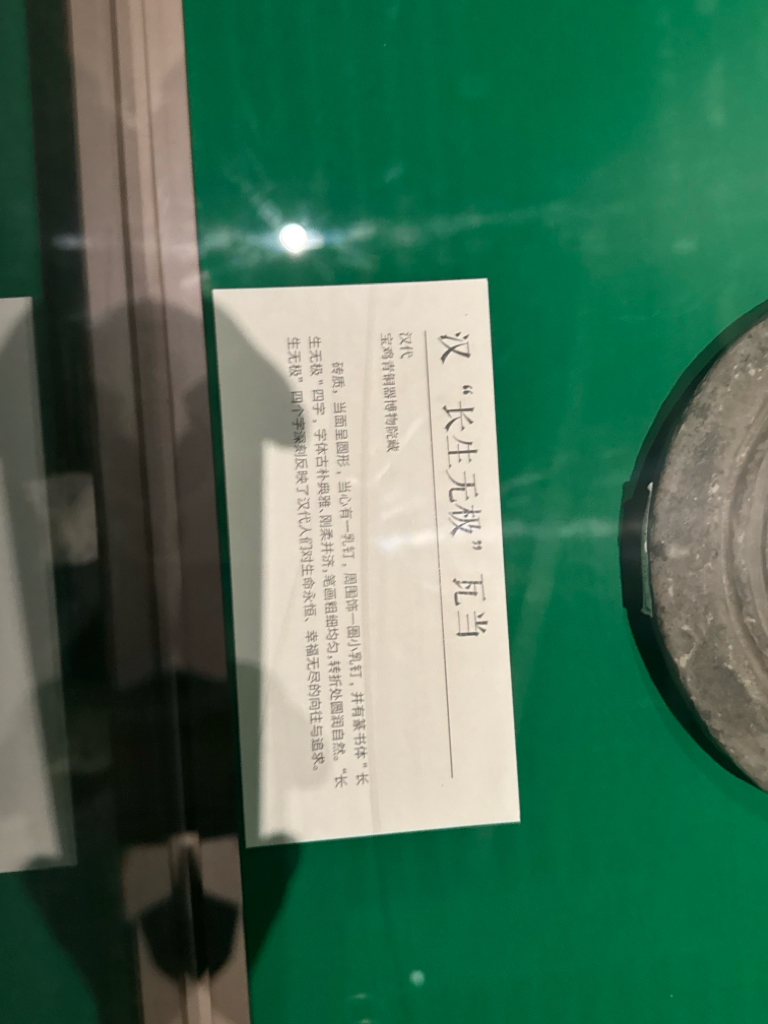 汉“长生无极”瓦当
汉代
宝鸡青铜器博物院藏
砖质，当面呈圆形，当心有一乳钉，周围饰一圈小乳钉，并有篆书体“长
生无极”四字，字体古朴典雅、刚柔并济，笔画粗细均匀，转折处圆润自然。“长
生无极”四个字深刻反映了汉代人们对生命永恒、幸福无尽的向往与追求。